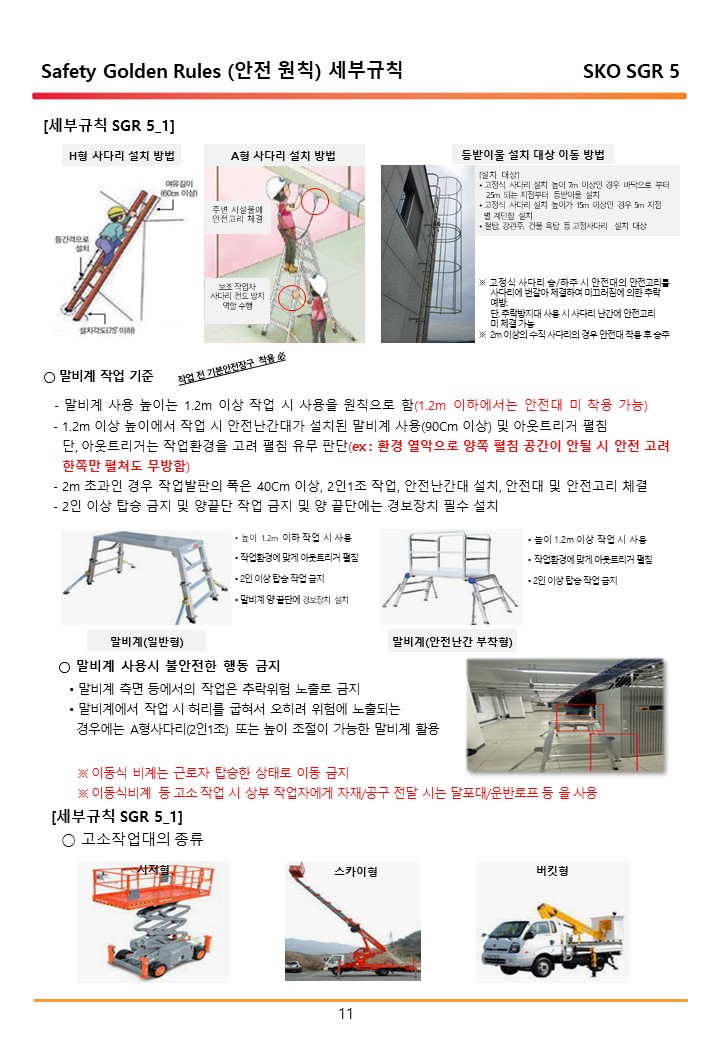 Safety Golden Rules (안전 원칙) 세부규칙
SKO SGR 5
[세부규칙 SGR 5_1]
H형 사다리 설치 방법
여유길이
(60cm 이상)
등간격으로
설치
설치각도(75˚이하)
A형 사다리 설치 방법
주변 시설물에
안전고리 체결
보조 작업자
사다리 전도 방지
역할 수행
등받이울 설치 대상 이동 방법
[설치 대상]
• 고정식 사다리 설치 높이 7m 이상인 경우 바닥으로 부터
2.5m 되는 지점부터 등받이울 설치
• 고정식 사다리 설치 높이가 15m 이상인 경우 5m 지점
별 계단참 설치
• 철탑, 강관주, 건물 옥탑 등 고정사다리 설치 대상
※ 고정식 사다리 승/하주 시 안전대의 안전고리를
사다리에 번갈아 체결하여 미끄러짐에 의한 추락
예방.
단, 추락방지대 사용 시 사다리 난간에 안전고리
미 체결 가능
※ 2m 이상의 수직 사다리의 경우 안전대 착용 후 승주
○ 말비계 작업 기준
작업 전 기본안전장구 착용 必
- 말비계 사용 높이는 1.2m 이상 작업 시 사용을 원칙으로 함(1.2m 이하에서는 안전대 미 착용 가능)
- 1.2m 이상 높이에서 작업 시 안전난간대가 설치된 말비계 사용(90Cm 이상) 및 아웃트리거 펼침
단, 아웃트리거는 작업환경을 고려 펼침 유무 판단(ex : 환경 열악으로 양쪽 펼침 공간이 안될 시 안전 고려
한쪽만 펼쳐도 무방함)
- 2m 초과인 경우 작업발판의 폭은 40Cm 이상, 2인1조 작업, 안전난간대 설치, 안전대 및 안전고리 체결
- 2인 이상 탑승 금지 및 양끝단 작업 금지 및 양 끝단에는 경보장치 필수 설치
• 높이 1.2m 이하 작업 시 사용
• 작업환경에 맞게 아웃트리거 펼침
• 2인 이상 탑승 작업 금지
• 말비계 양 끝단에 경보장치 설치
말비계(일반형)
• 높이 1.2m 이상 작업 시 사용
• 작업환경에 맞게 아웃트리거 펼침
• 2인 이상 탑승 작업 금지
말비계(안전난간 부착형)
○ 말비계 사용시 불안전한 행동 금지
• 말비계 측면 등에서의 작업은 추락위험 노출로 금지
• 말비계에서 작업 시 허리를 굽혀서 오히려 위험에 노출되는
경우에는 A형사다리(2인1조) 또는 높이 조절이 가능한 말비계 활용
※ 이동식 비계는 근로자 탑승한 상태로 이동 금지
※ 이동식비계 등 고소 작업 시 상부 작업자에게 자재/공구 전달 시는 달포대/운반로프 등 을 사용
[세부규칙 SGR 5_1]
○ 고소작업대의 종류
시저형
스카이형
버킷형
11